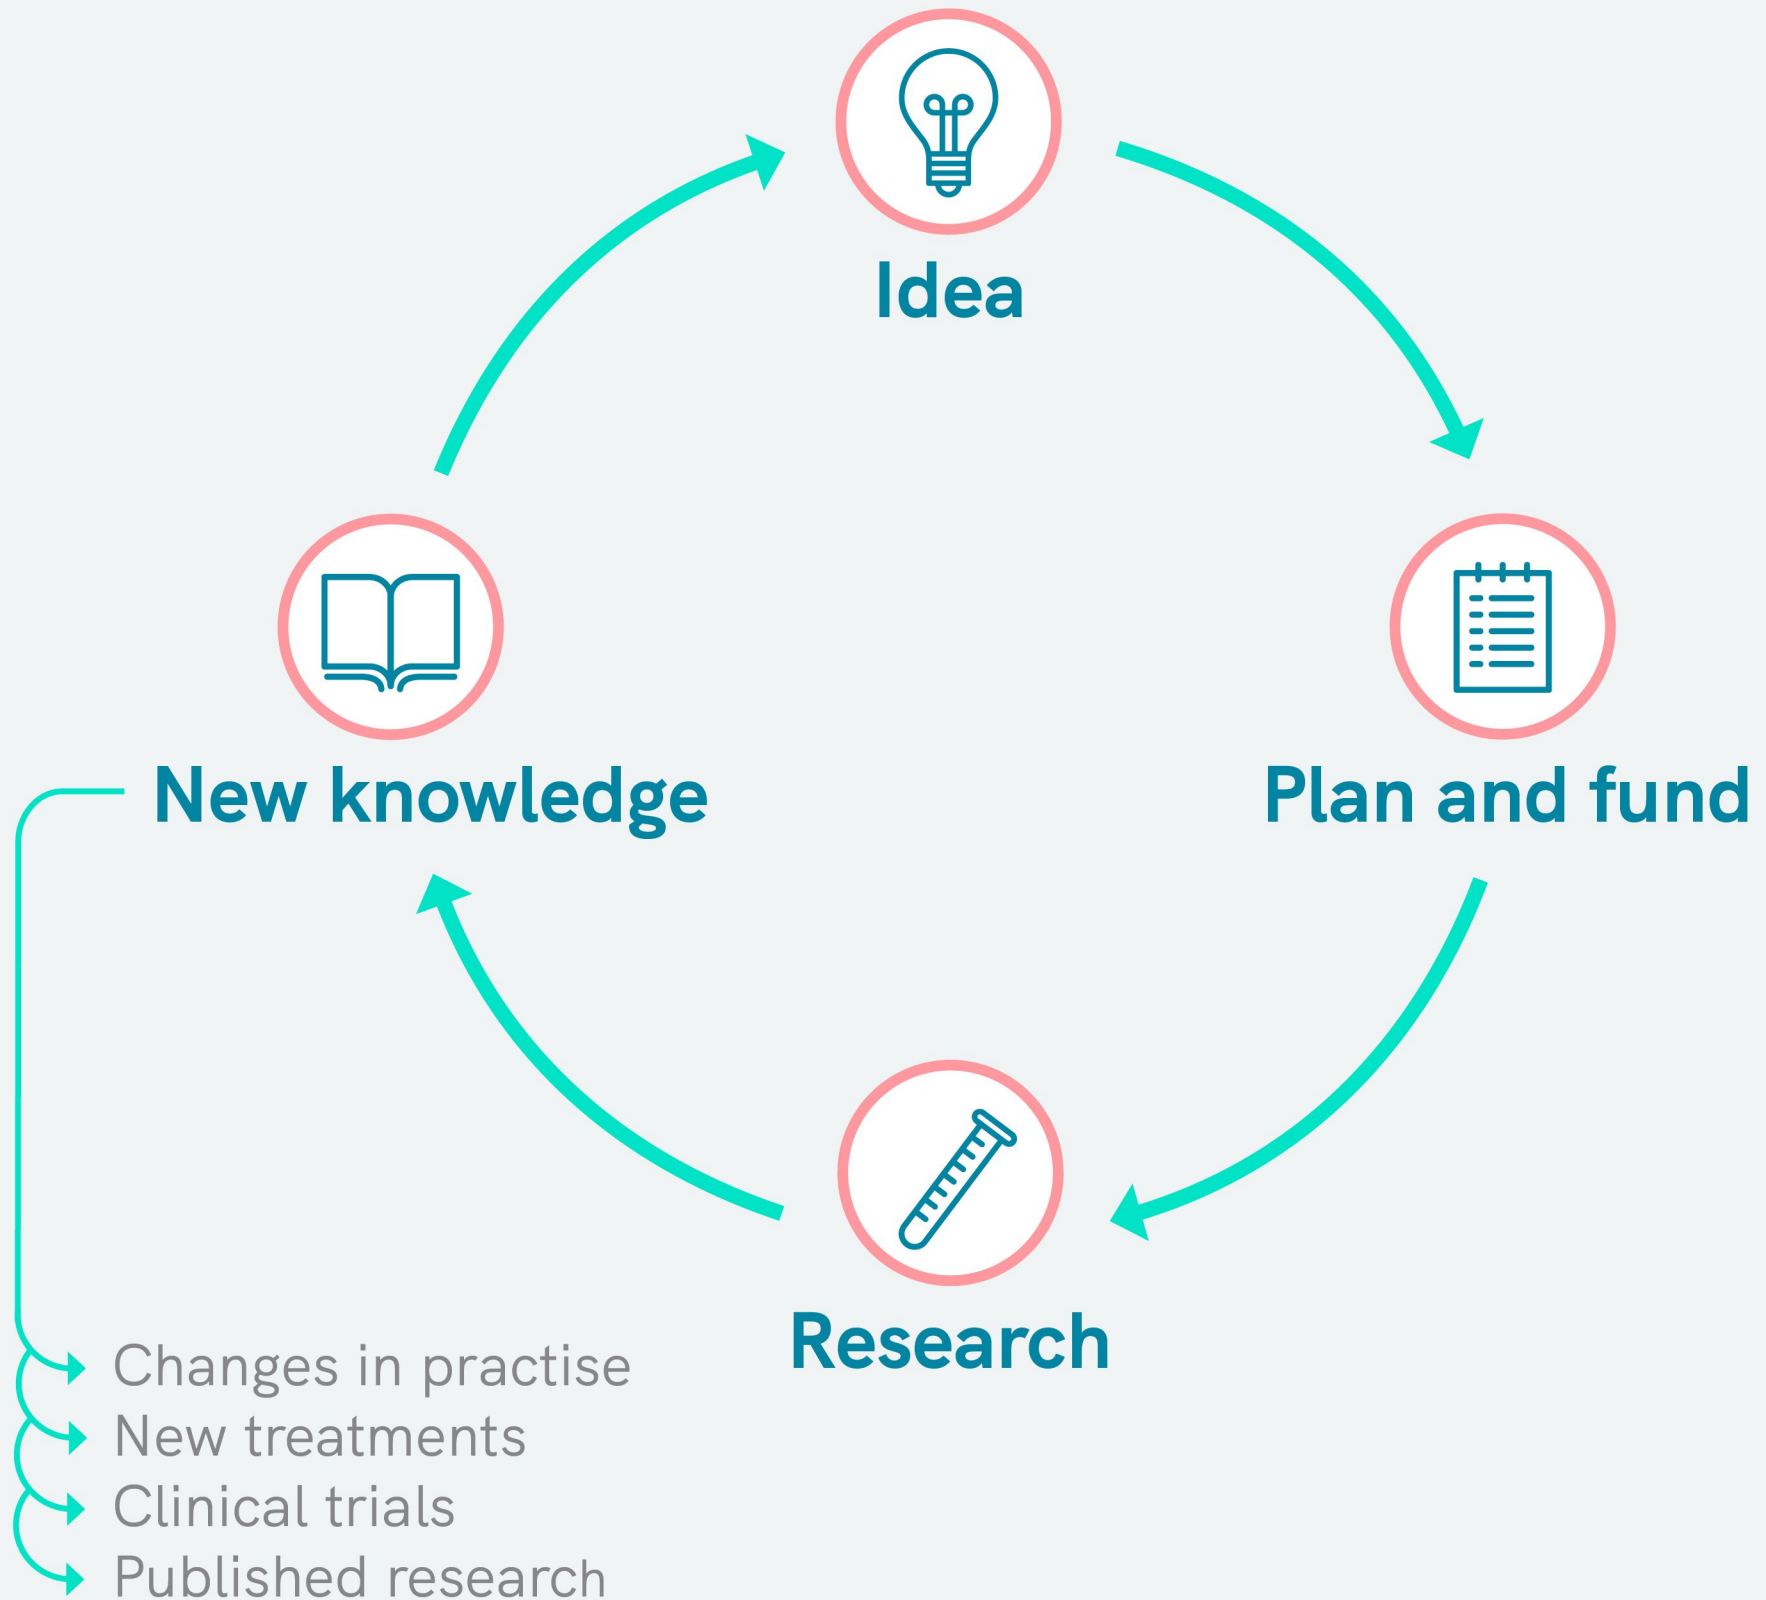 Idea
Plan and fund
Research
New knowledge
Changes in practise
New treatments
Clinical trials
Published research